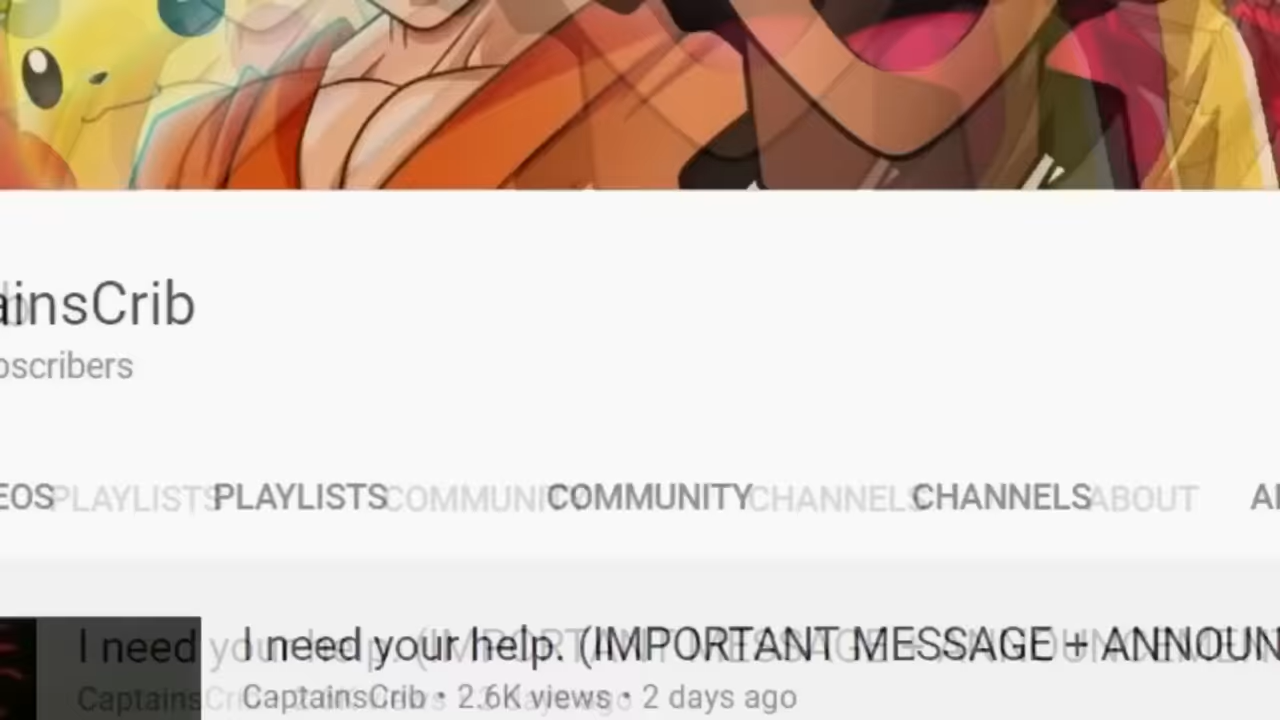 ainsCrib
bscribers
EOS PLAYLISTS COMMUNITY CHANNELS ABOUT
I need your help. (IMPORTANT MESSAGE + ANNOUN
CaptainsCrib • 2.6K views • 2 days ago